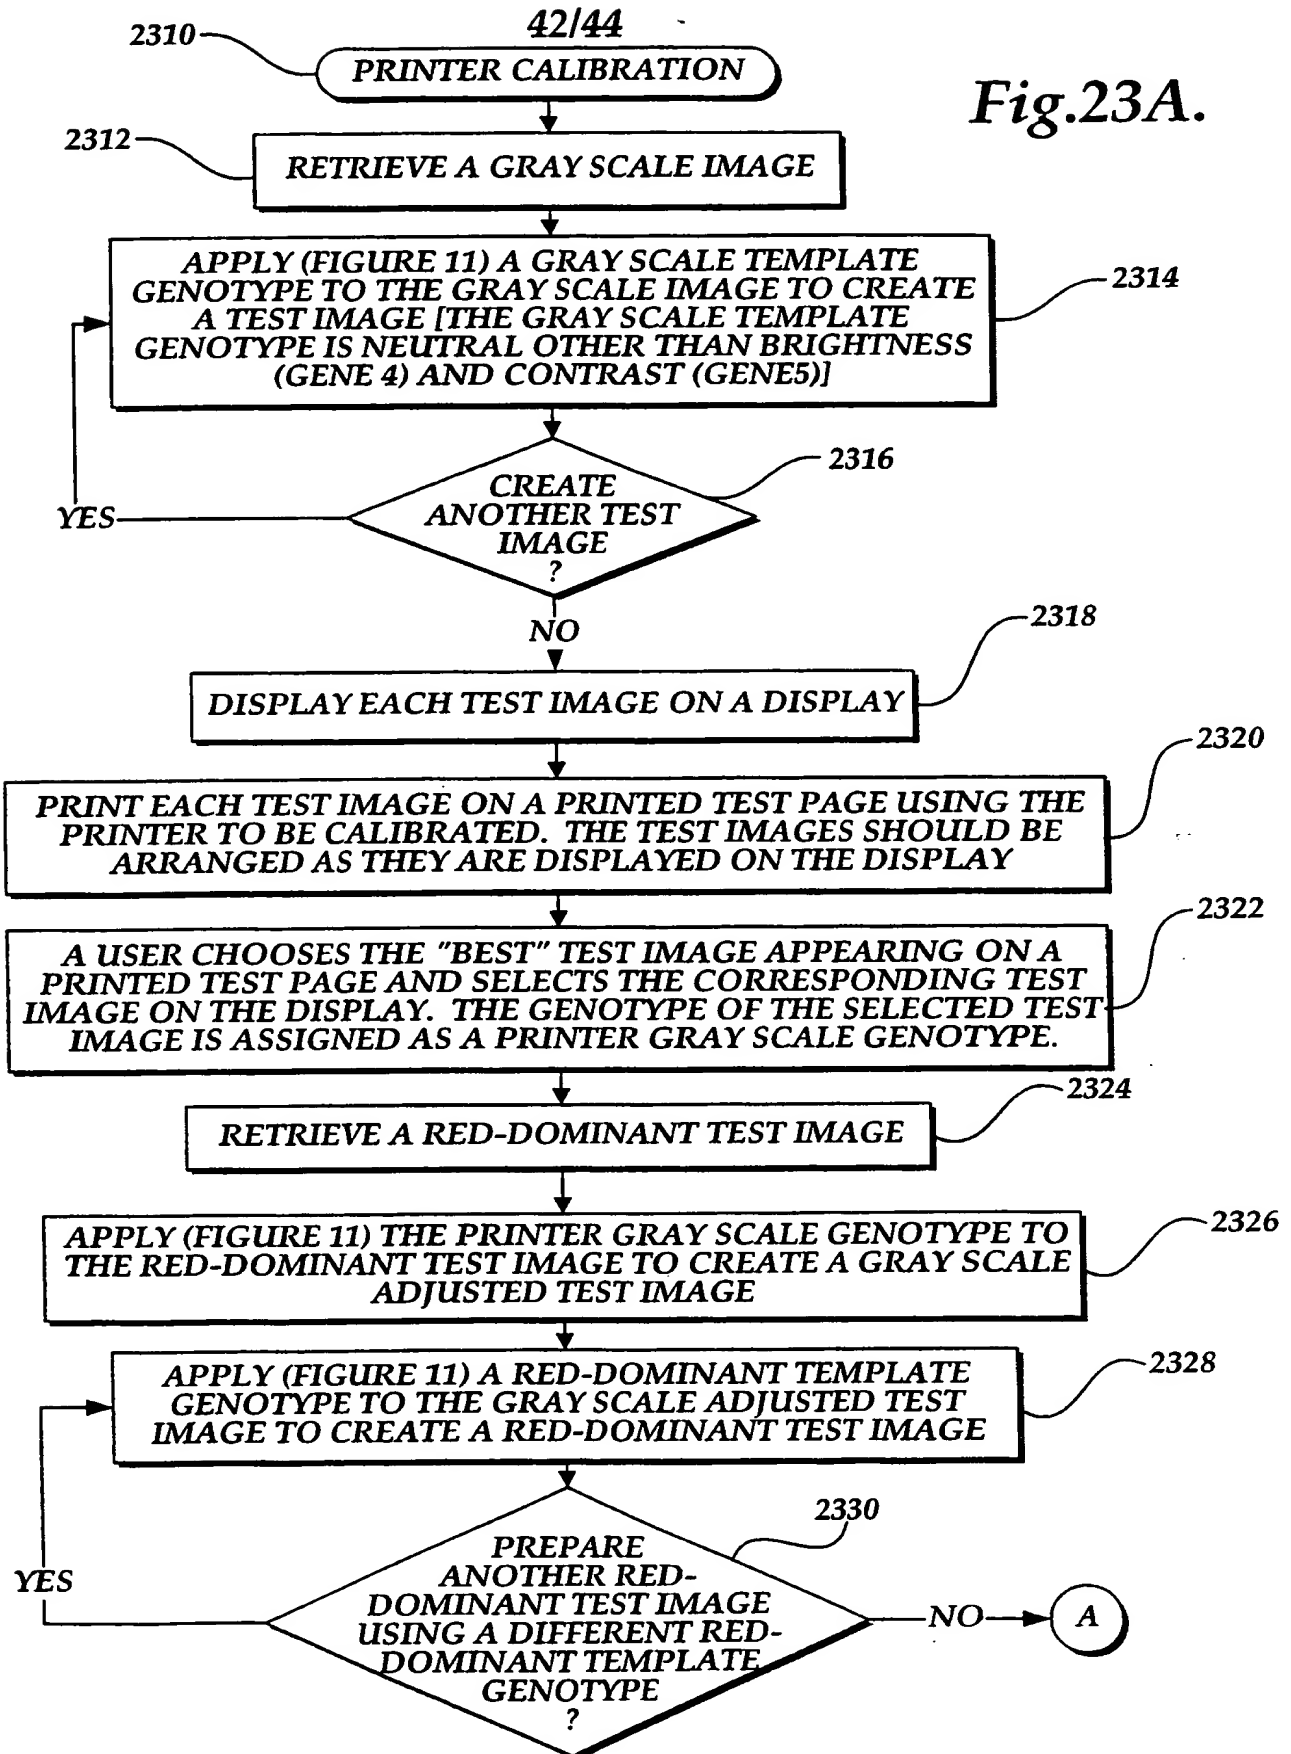 42/44
2310
PRINTER CALIBRATION
Fig.23A.
2312
RETRIEVE A GRAY SCALE IMAGE
APPLY (FIGURE 11) A GRAY SCALE TEMPLATE
GENOTYPE TO THE GRAY SCALE IMAGE TO CREATE
A TEST IMAGE [THE GRAY SCALE TEMPLATE
GENOTYPE IS NEUTRAL OTHER THAN BRIGHTNESS
(GENE 4) AND CONTRAST (GENE5)]
2314
2316
CREATE
ANOTHER TEST
IMAGE
?
YES
NO
2318
DISPLAY EACH TEST IMAGE ON A DISPLAY
2320
PRINT EACH TEST IMAGE ON A PRINTED TEST PAGE USING THE
PRINTER TO BE CALIBRATED. THE TEST IMAGES SHOULD BE
ARRANGED AS THEY ARE DISPLAYED ON THE DISPLAY
2322
A USER CHOOSES THE "BEST" TEST IMAGE APPEARING ON A
PRINTED TEST PAGE AND SELECTS THE CORRESPONDING TEST
IMAGE ON THE DISPLAY. THE GENOTYPE OF THE SELECTED TEST
IMAGE IS ASSIGNED AS A PRINTER GRAY SCALE GENOTYPE.
2324
RETRIEVE A RED-DOMINANT TEST IMAGE
2326
APPLY (FIGURE 11) THE PRINTER GRAY SCALE GENOTYPE TO
THE RED-DOMINANT TEST IMAGE TO CREATE A GRAY SCALE
ADJUSTED TEST IMAGE
2328
APPLY (FIGURE 11) A RED-DOMINANT TEMPLATE
GENOTYPE TO THE GRAY SCALE ADJUSTED TEST
IMAGE TO CREATE A RED-DOMINANT TEST IMAGE
2330
PREPARE
ANOTHER RED-
DOMINANT TEST IMAGE
USING A DIFFERENT RED-
DOMINANT TEMPLATE
GENOTYPE
?
YES
NO
A